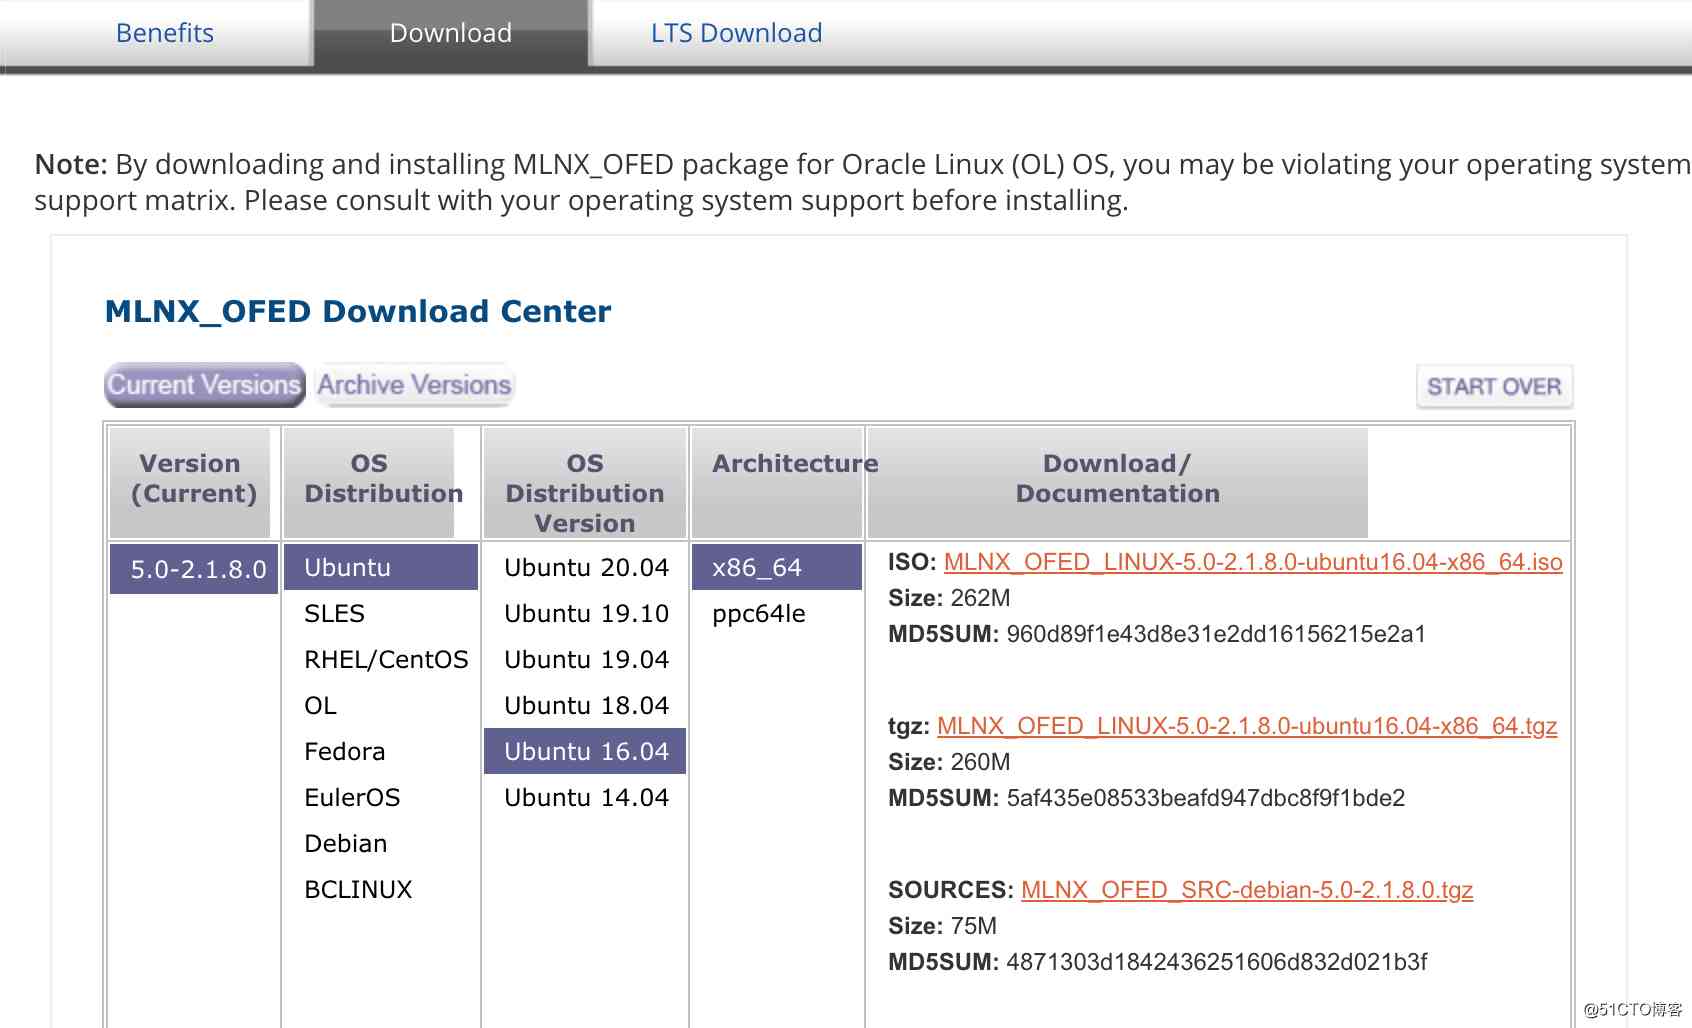 Benefits
Download
LTS Download
Note: By downloading and installing MLNX_OFED package for Oracle Linux (OL) OS, you may be violating your operating system
support matrix. Please consult with your operating system support before installing.
MLNX_OFED Download Center
Current Versions
Archive Versions
START OVER
Version
(Current)
OS
Distribution
OS
Distribution
Version
Architecture
Download/
Documentation
5.0-2.1.8.0
Ubuntu
SLES
RHEL/CentOS
OL
Fedora
EulerOS
Debian
BCLINUX
Ubuntu 20.04
Ubuntu 19.10
Ubuntu 19.04
Ubuntu 18.04
Ubuntu 16.04
Ubuntu 14.04
x86_64
ppc64le
ISO: MLNX_OFED_LINUX-5.0-2.1.8.0-ubuntu16.04-x86_64.iso
Size: 262M
MD5SUM: 960d89f1e43d8e31e2dd16156215e2a1
tgz: MLNX_OFED_LINUX-5.0-2.1.8.0-ubuntu16.04-x86_64.tgz
Size: 260M
MD5SUM: 5af435e08533beafd947dbc8f9f1bde2
SOURCES: MLNX_OFED_SRC-debian-5.0-2.1.8.0.tgz
Size: 75M
MD5SUM: 4871303d1842436251606d832d021b3f
@51CTO博客